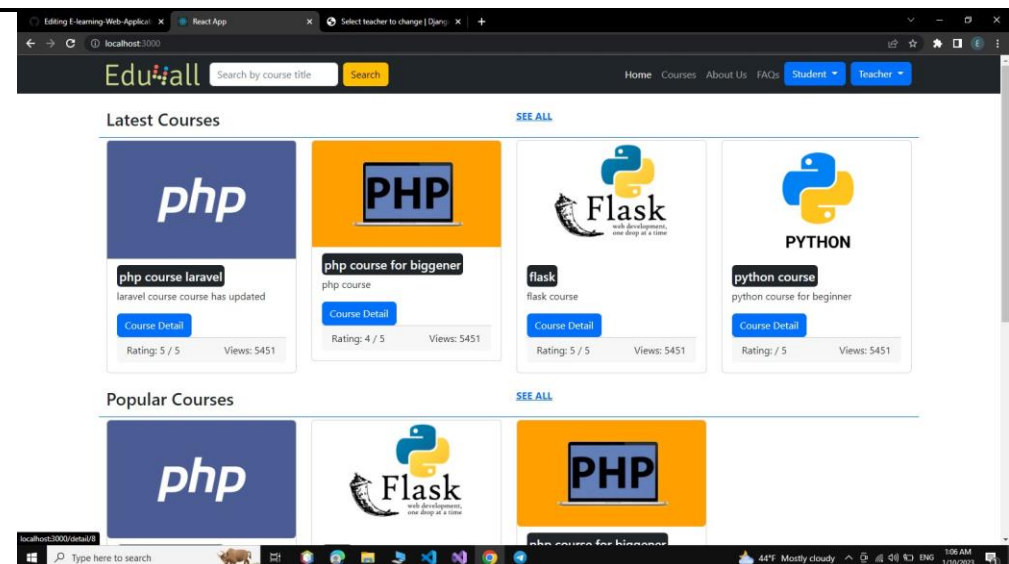 Editing E-learning-Web-Applicat
React App
Select teacher to change | Djang
localhost:3000
Edu4all
Search by course title
Search
Home
Courses
About Us
FAQs
Student
Teacher
Latest Courses
SEE ALL
php
php course laravel
laravel course course has updated
Course Detail
Rating: 5 / 5
Views: 5451
PHP
php course for biggener
php course
Course Detail
Rating: 4 / 5
Views: 5451
Flask
web development,
one drop at a time
flask
flask course
Course Detail
Rating: 5 / 5
Views: 5451
PYTHON
python course
python course for beginner
Course Detail
Rating: / 5
Views: 5451
Popular Courses
SEE ALL
php
Flask
web development,
one drop at a time
PHP
php course for biggener
localhost:3000/detail/8
Type here to search
44°F Mostly cloudy
ENG
1:06 AM
1/10/2023